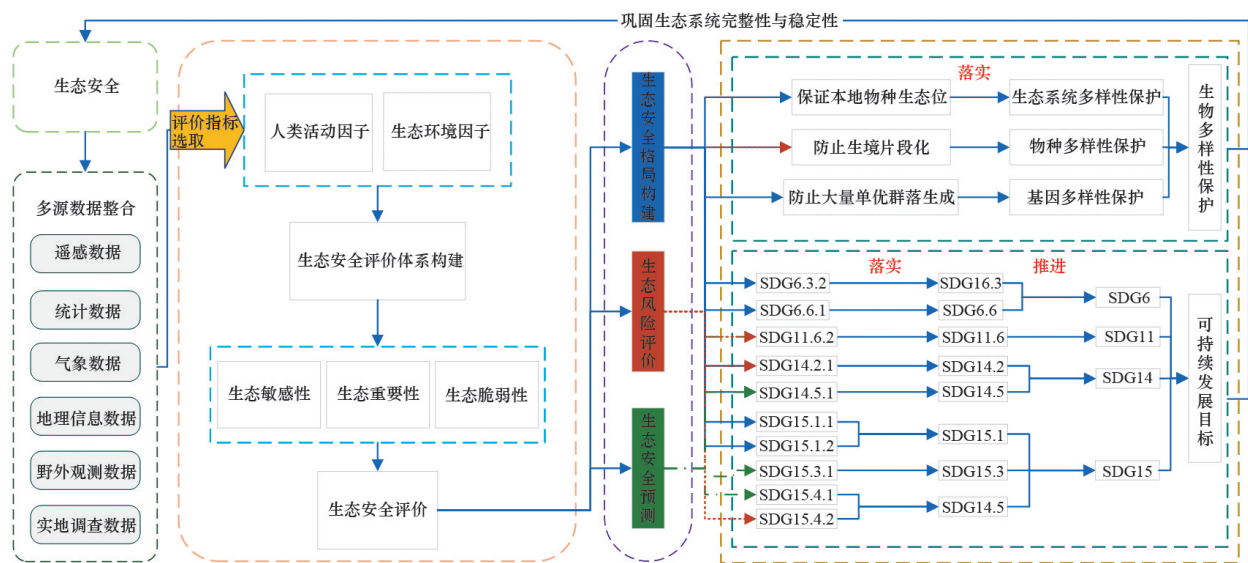 巩固生态系统完整性与稳定性
生态安全
多源数据整合
遥感数据
统计数据
气象数据
地理信息数据
野外观测数据
实地调查数据
评价指标
选取
人类活动因子
生态环境因子
生态安全评价体系构建
生态敏感性
生态重要性
生态脆弱性
生态安全评价
生态安全格局构建
生态风险评价
生态安全预测
落实
保证本地物种生态位
生态系统多样性保护
防止生境片段化
物种多样性保护
防止大量单优群落生成
基因多样性保护
生物多样性保护
落实
推进
SDG6.3.2
SDG16.3
SDG6.6.1
SDG6.6
SDG6
SDG11.6.2
SDG11.6
SDG11
SDG14.2.1
SDG14.2
SDG14.5.1
SDG14.5
SDG14
SDG15.1.1
SDG15.1.2
SDG15.1
SDG15.3.1
SDG15.3
SDG15
SDG15.4.1
SDG15.4.2
SDG14.5
可持续发展目标